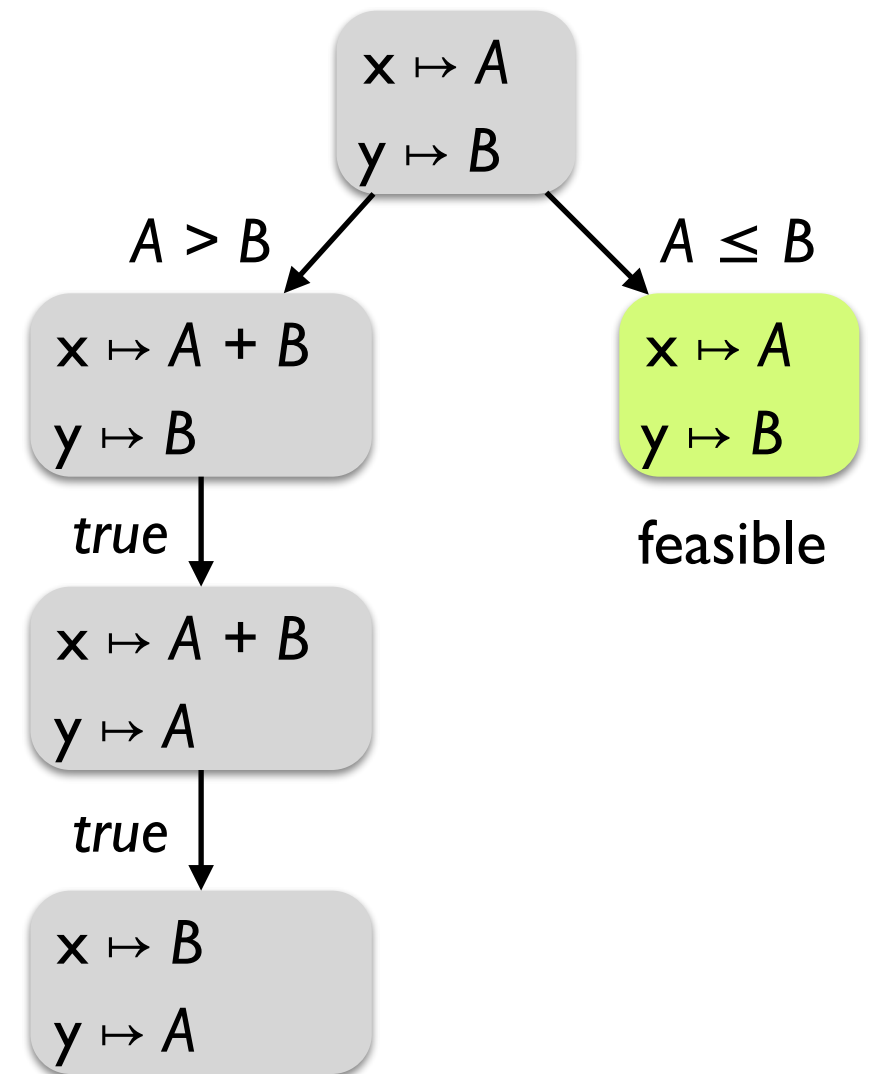 x ↦ A
y ↦ B
A > B
A ≤ B
x ↦ A + B
y ↦ B
x ↦ A
y ↦ B
feasible
true
x ↦ A + B
y ↦ A
true
x ↦ B
y ↦ A